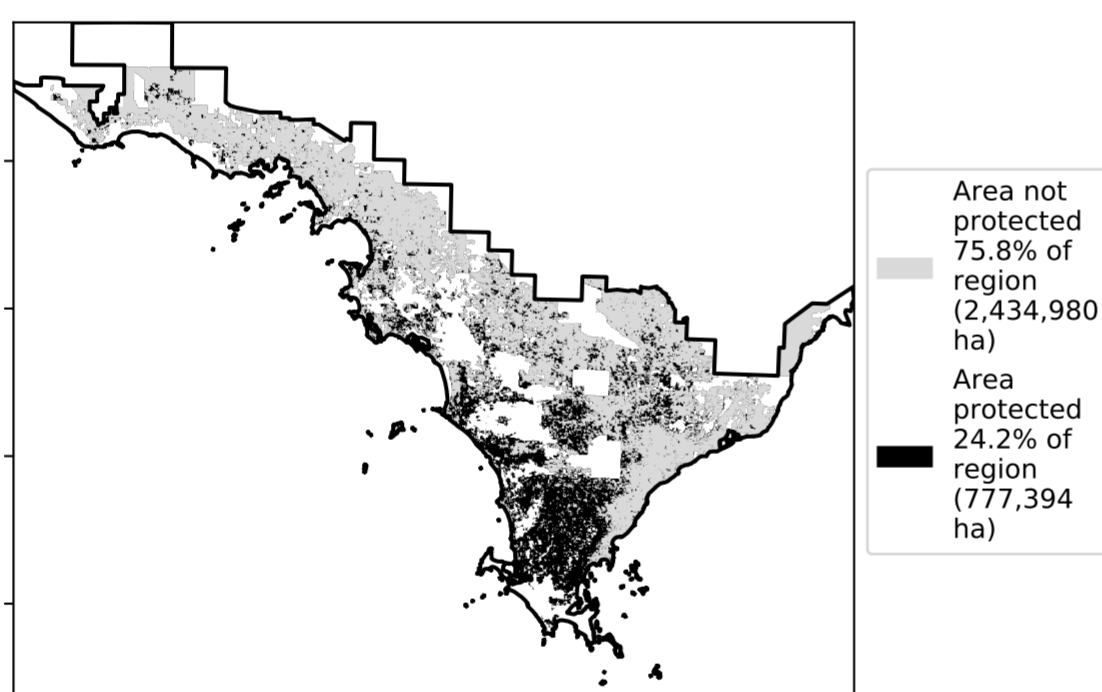 Area not
protected
75.8% of
region
(2,434,980
ha)
Area
protected
24.2% of
region
(777,394
ha)